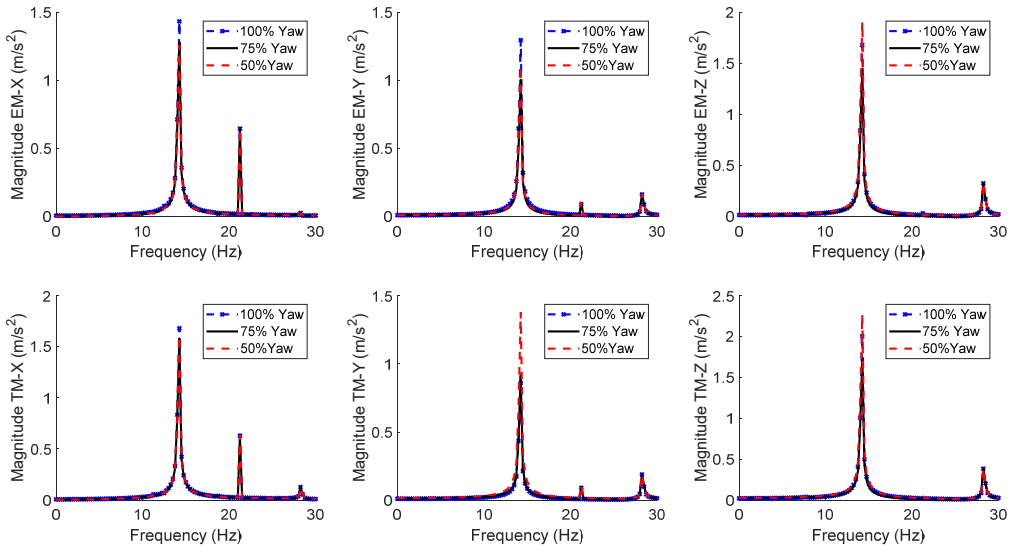 Magnitude EM-X (m/s2)
1.5
1
0.5
0
100% Yaw
75% Yaw
50%Yaw
0 10 20 30
Frequency (Hz)
Magnitude EM-Y (m/s2)
1.5
1
0.5
0
100% Yaw
75% Yaw
50%Yaw
0 10 20 30
Frequency (Hz)
Magnitude EM-Z (m/s2)
2
1.5
1
0.5
0
100% Yaw
75% Yaw
50%Yaw
0 10 20 30
Frequency (Hz)
Magnitude TM-X (m/s2)
2
1.5
1
0.5
0
100% Yaw
75% Yaw
50%Yaw
0 10 20 30
Frequency (Hz)
Magnitude TM-Y (m/s2)
1.5
1
0.5
0
100% Yaw
75% Yaw
50%Yaw
0 10 20 30
Frequency (Hz)
Magnitude TM-Z (m/s2)
2.5
2
1.5
1
0.5
0
100% Yaw
75% Yaw
50%Yaw
0 10 20 30
Frequency (Hz)